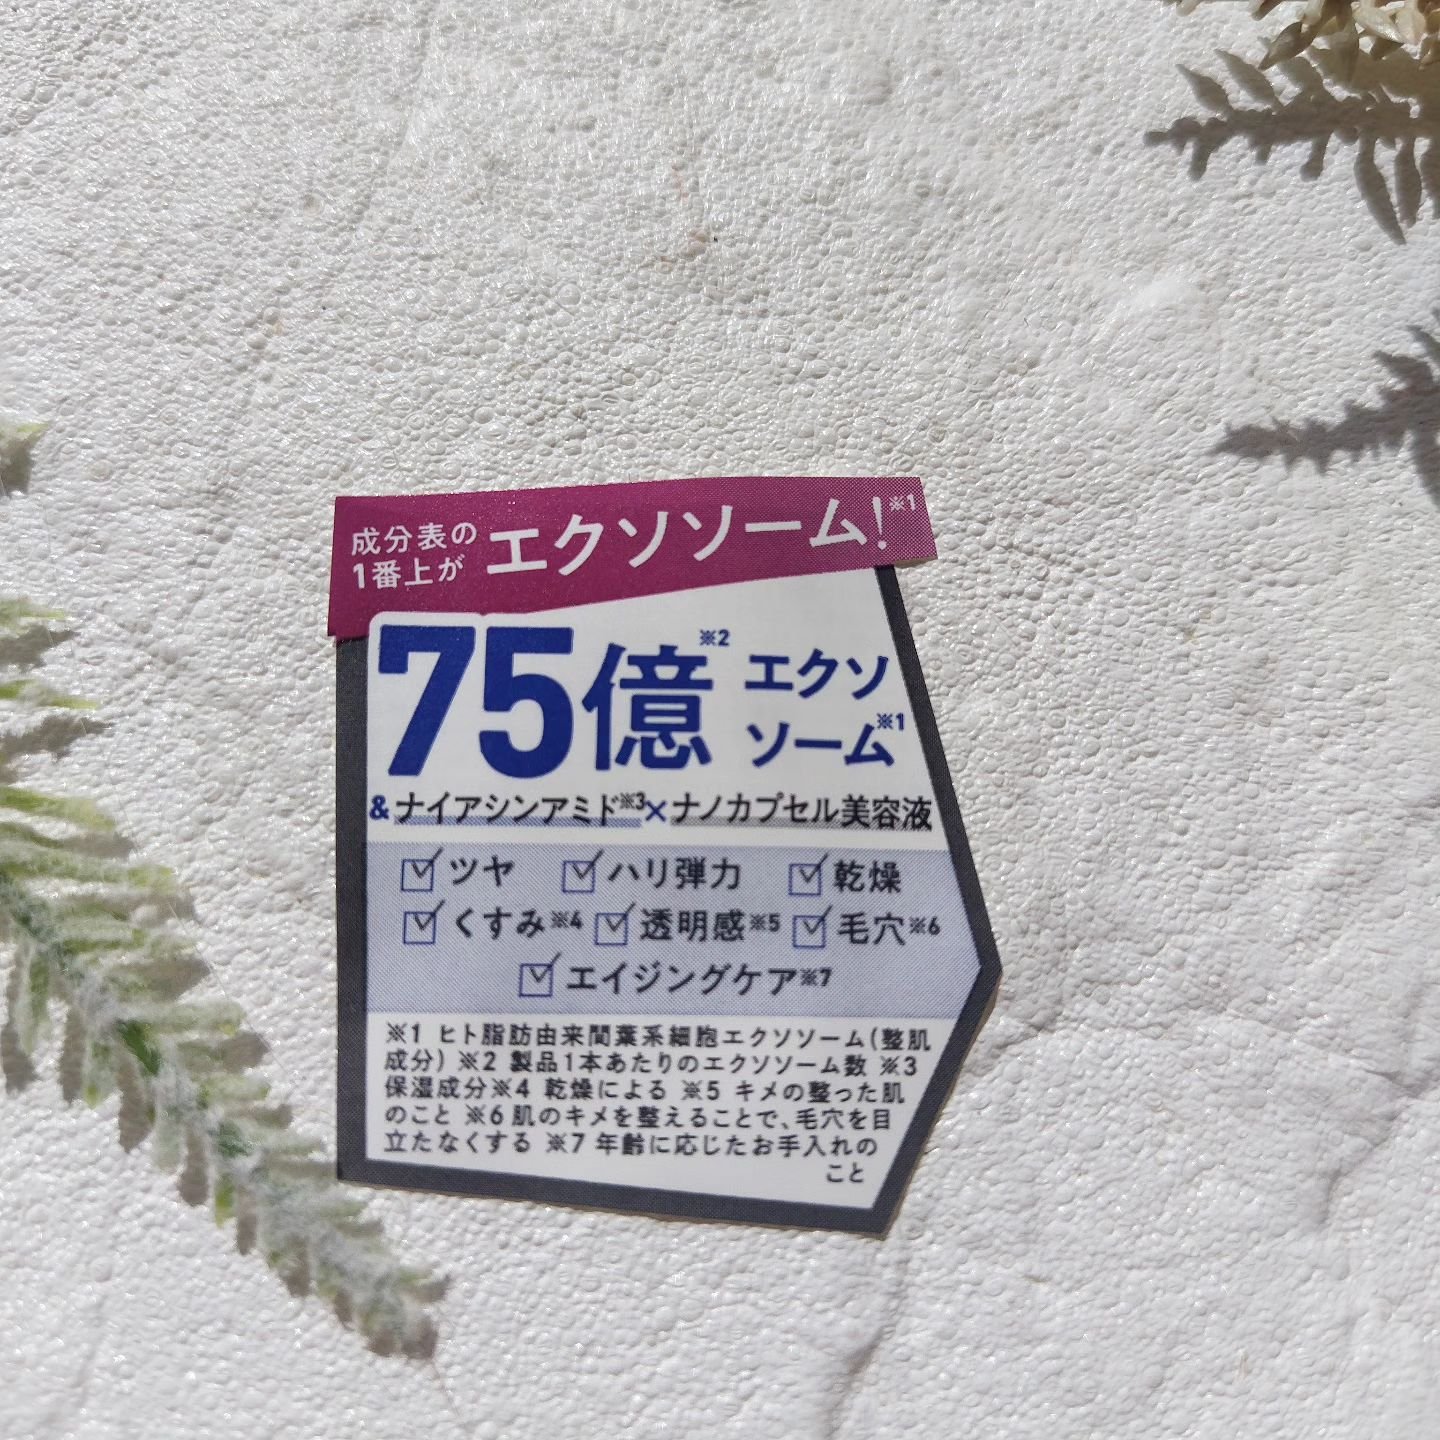 成分表の
1番上が エクソソーム!※1
75億※2 エクソ
ソーム※1
&ナイアシンアミド※3×ナノカプセル美容液
ツヤ ハリ弾力 乾燥
くすみ※4 透明感※5 毛穴※6
エイジングケア※7
※1 ヒト脂肪由来間葉系細胞エクソソーム(整肌
成分) ※2 製品1本あたりのエクソソーム数 ※3
保湿成分※4 乾燥による ※5 キメの整った肌
のこと ※6 肌のキメを整えることで、毛穴を目
立たなくする ※7 年齢に応じたお手入れの
こと